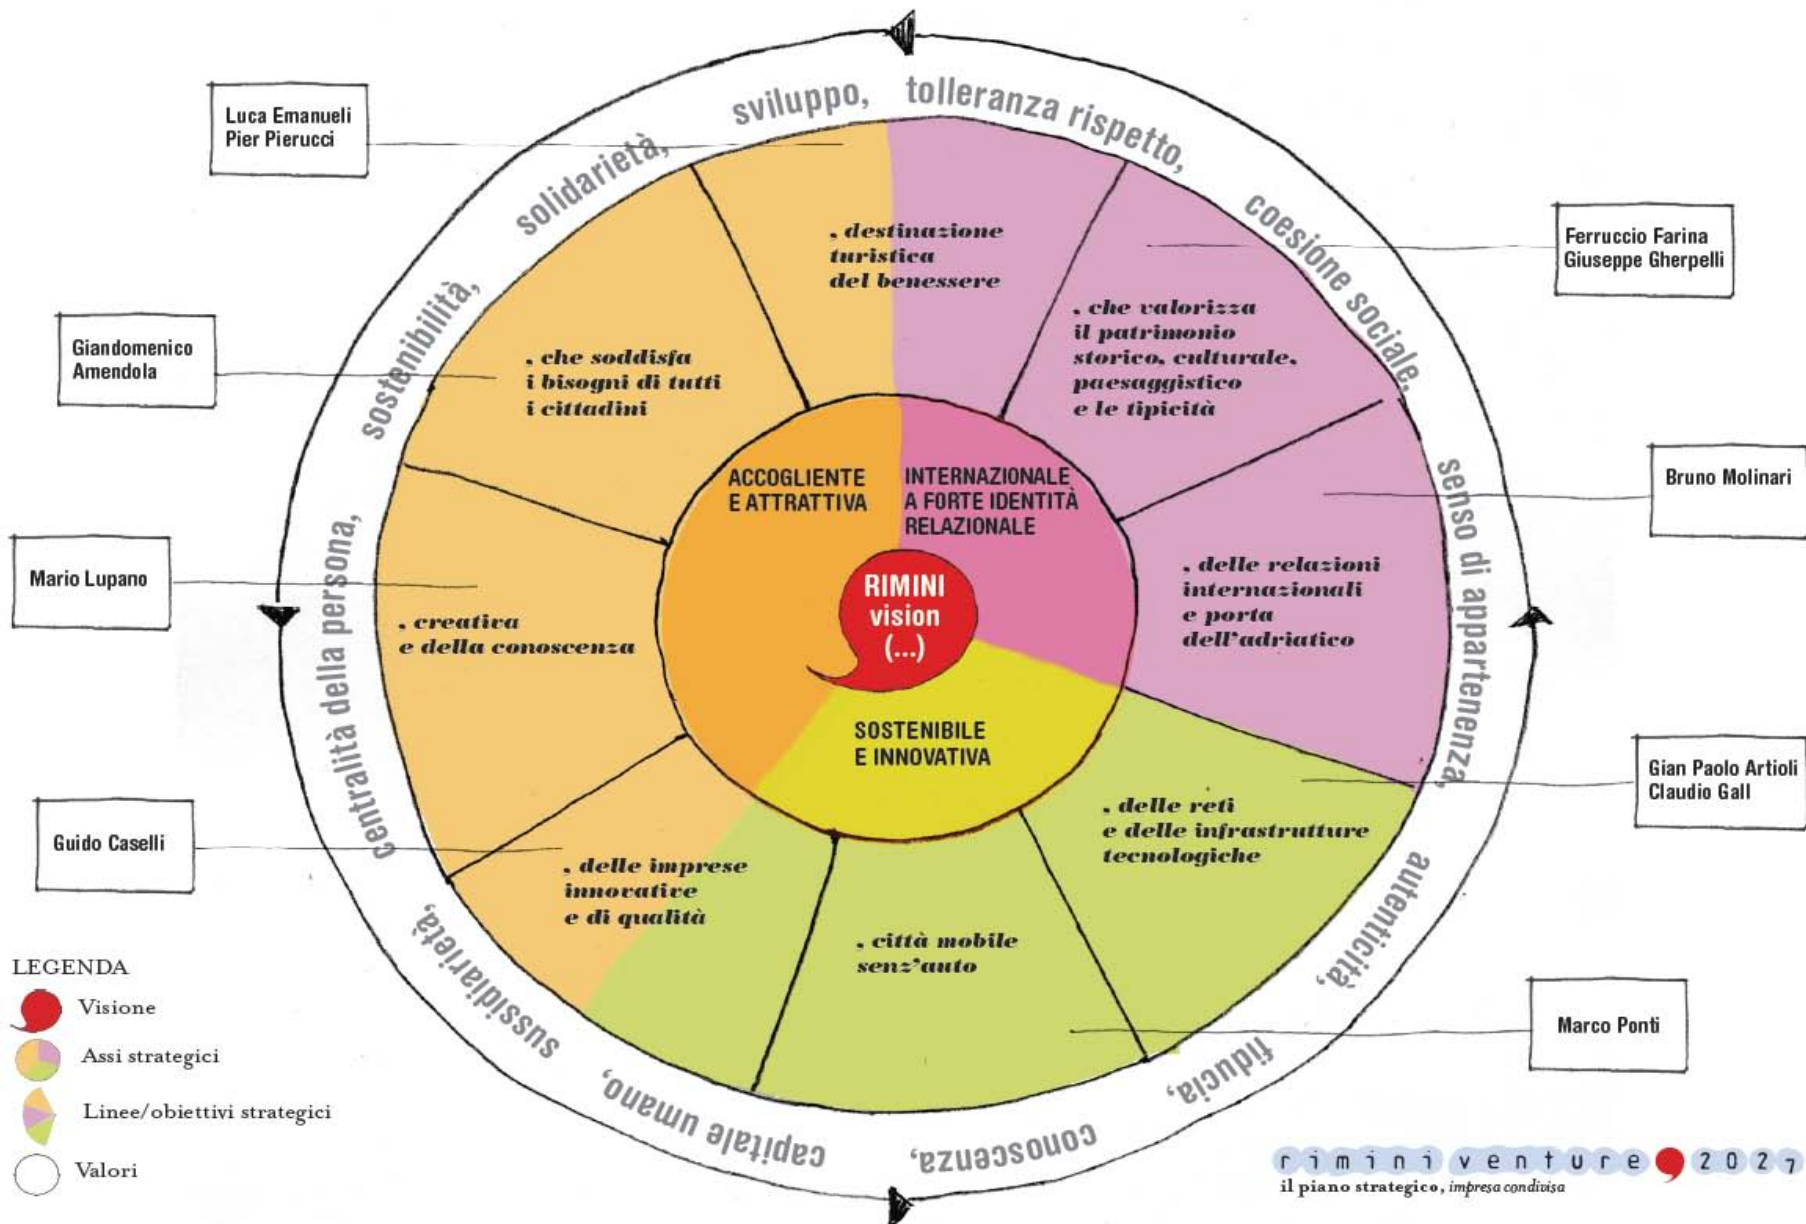 Luca Emanueli
Pier Pierucci
Giandomenico
Amendola
Mario Lupano
Guido Caselli
Ferruccio Farina
Giuseppe Gherpelli
Bruno Molinari
Gian Paolo Artioli
Claudio Gall
Marco Ponti
sviluppo,
tolleranza rispetto,
coesione sociale,
senso di appartenenza,
autenticità,
fiducia,
conoscenza,
capitale umano,
sussidiarietà,
centralità della persona,
sostenibilità,
solidarietà,
, destinazione
turistica
del benessere
, che valorizza
il patrimonio
storico, culturale,
paesaggistico
e le tipicità
, delle relazioni
internazionali
e porta
dell'adriatico
, delle reti
e delle infrastrutture
tecnologiche
, città mobile
senz'auto
, delle imprese
innovative
e di qualità
, creativa
e della conoscenza
, che soddisfa
i bisogni di tutti
i cittadini
ACCOGLIENTE
E ATTRATTIVA
INTERNAZIONALE
A FORTE IDENTITÀ
RELAZIONALE
SOSTENIBILE
E INNOVATIVA
RIMINI
vision
(...)
LEGENDA
Visione
Assi strategici
Linee/obiettivi strategici
Valori
rimini venture 2027
il piano strategico, impresa condivisa